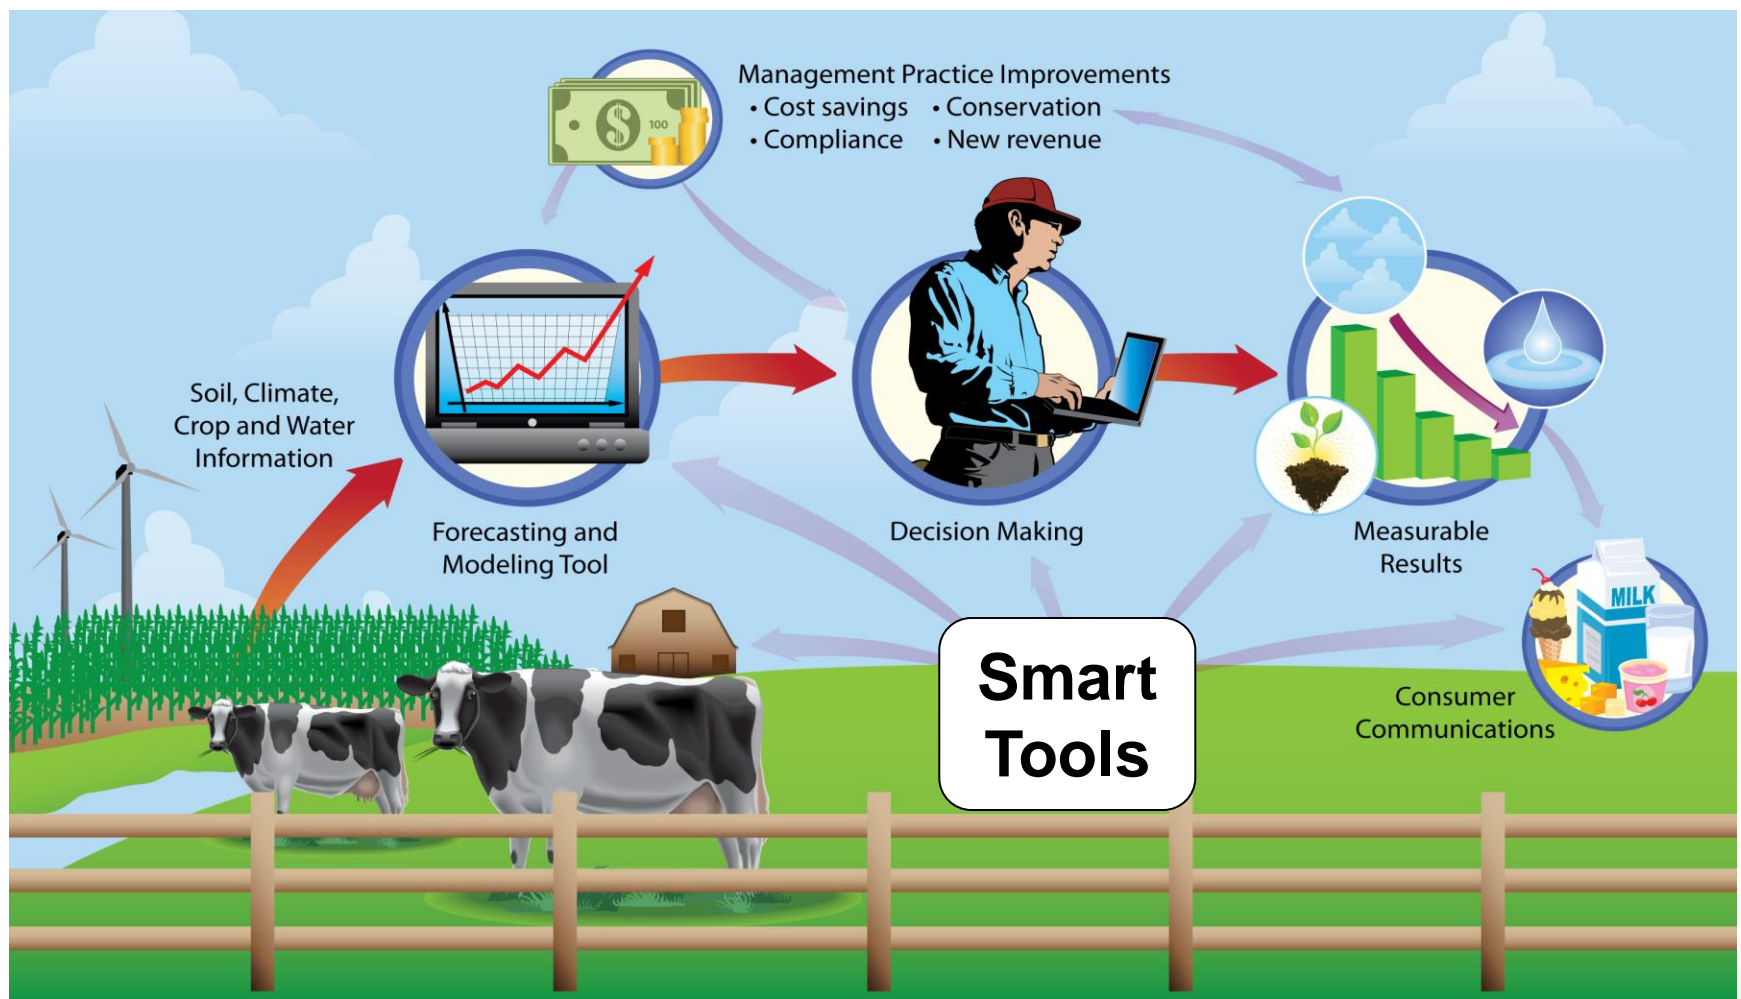 Management Practice Improvements
• Cost savings • Conservation
• Compliance • New revenue
$ 100
Soil, Climate,
Crop and Water
Information
Forecasting and
Modeling Tool
Decision Making
Measurable
Results
MILK
Smart
Tools
Consumer
Communications